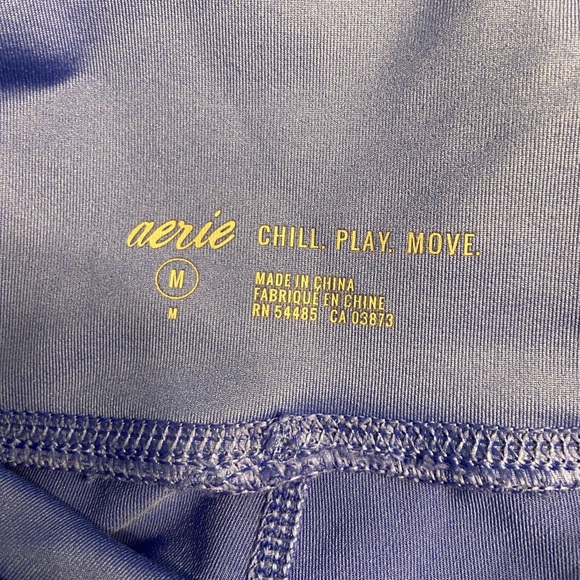 aerie CHILL. PLAY. MOVE.
M
M
MADE IN CHINA
FABRIQUÉ EN CHINE
RN 54485 CA 03873